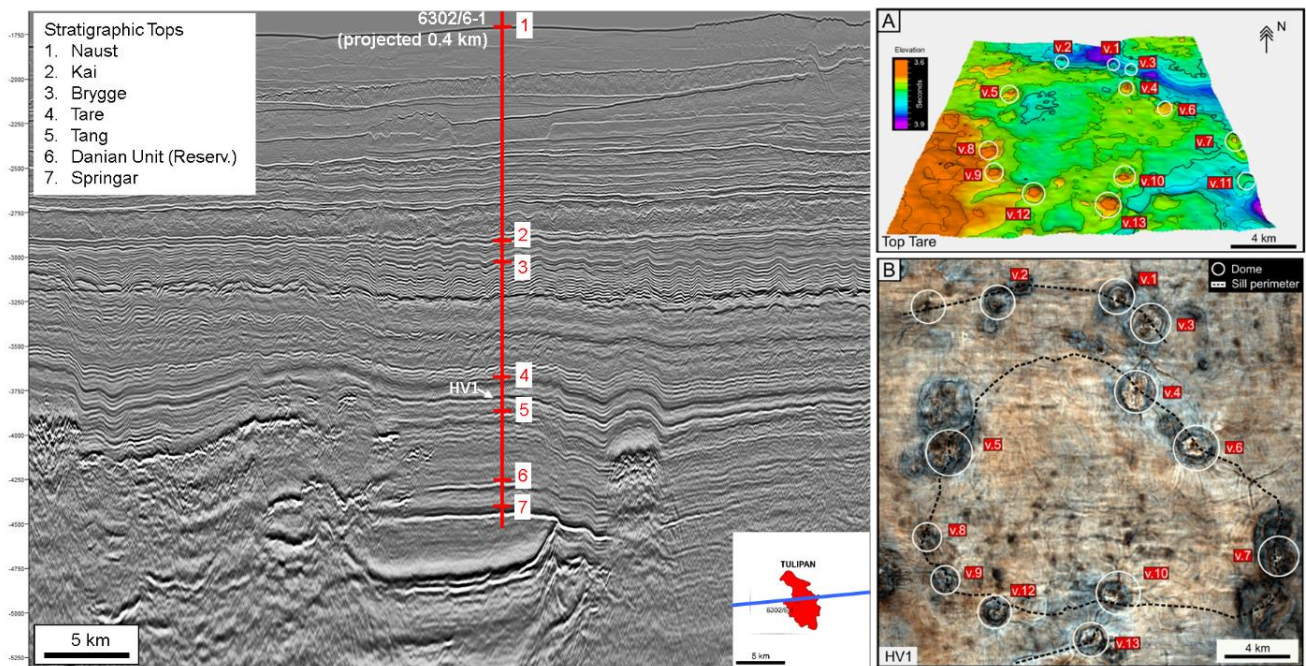 Stratigraphic Tops
1. Naust
2. Kai
3. Brygge
4. Tare
5. Tang
6. Danian Unit (Reserv.)
7. Springar
6302/6-1
(projected 0.4 km)
1
2
3
4
HV1
5
6
7
-1750
-2000
-2250
-2500
-2750
-3000
-3250
-3500
-3750
-4000
-4250
-4500
-4750
-5000
-5250
5 km
TULIPAN
5 km
A
N
Elevation
3.6
Seconds
3.9
v.2
v.1
v.3
v.4
v.5
v.6
v.7
v.8
v.9
v.10
v.11
v.12
v.13
Top Tare
4 km
B
Dome
Sill perimeter
v.2
v.1
v.3
v.4
v.5
v.6
v.8
v.7
v.9
v.10
v.12
v.13
HV1
4 km